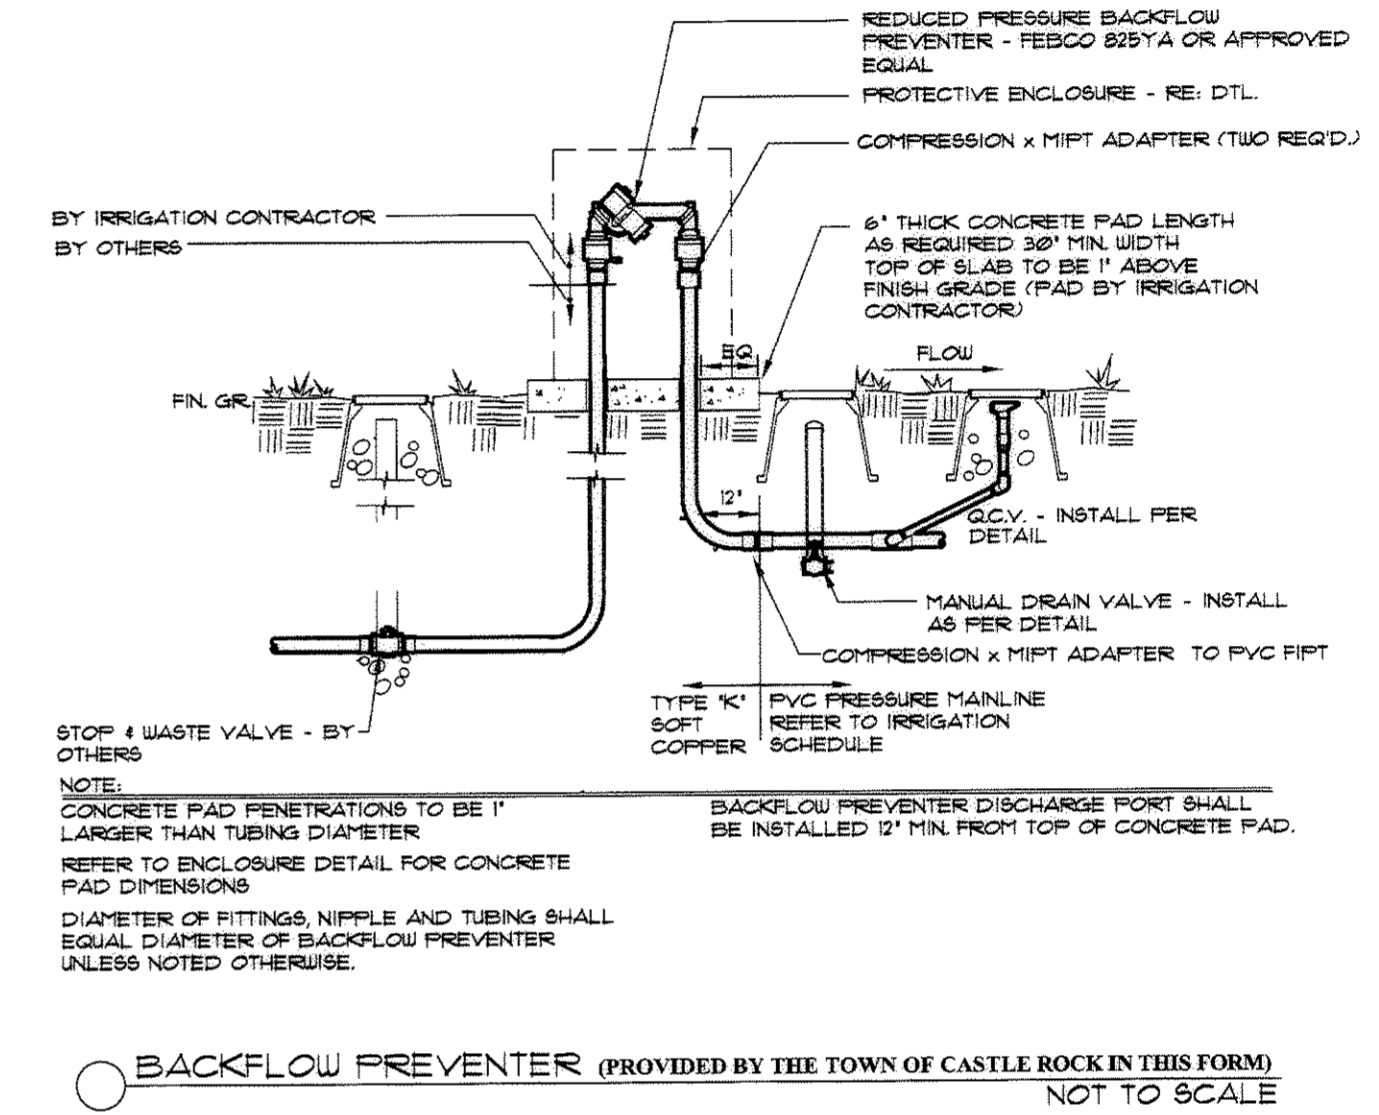 REDUCED PRESSURE BACKFLOW
PREVENTER - FEBCO 825YA OR APPROVED
EQUAL
PROTECTIVE ENCLOSURE - RE: DTL.
COMPRESSION x MIPT ADAPTER (TWO REQ'D.)
BY IRRIGATION CONTRACTOR
BY OTHERS
6" THICK CONCRETE PAD LENGTH
AS REQUIRED 30" MIN. WIDTH
TOP OF SLAB TO BE 1" ABOVE
FINISH GRADE (PAD BY IRRIGATION
CONTRACTOR)
EQ
FLOW
FIN. GR.
12"
Q.C.V. - INSTALL PER
DETAIL
MANUAL DRAIN VALVE - INSTALL
AS PER DETAIL
COMPRESSION x MIPT ADAPTER TO PVC FIPT
TYPE "K"
SOFT
COPPER
PVC PRESSURE MAINLINE
REFER TO IRRIGATION
SCHEDULE
STOP & WASTE VALVE - BY
OTHERS
NOTE:
CONCRETE PAD PENETRATIONS TO BE 1"
LARGER THAN TUBING DIAMETER
REFER TO ENCLOSURE DETAIL FOR CONCRETE
PAD DIMENSIONS
DIAMETER OF FITTINGS, NIPPLE AND TUBING SHALL
EQUAL DIAMETER OF BACKFLOW PREVENTER
UNLESS NOTED OTHERWISE.
BACKFLOW PREVENTER DISCHARGE PORT SHALL
BE INSTALLED 12" MIN. FROM TOP OF CONCRETE PAD.
BACKFLOW PREVENTER (PROVIDED BY THE TOWN OF CASTLE ROCK IN THIS FORM)
NOT TO SCALE